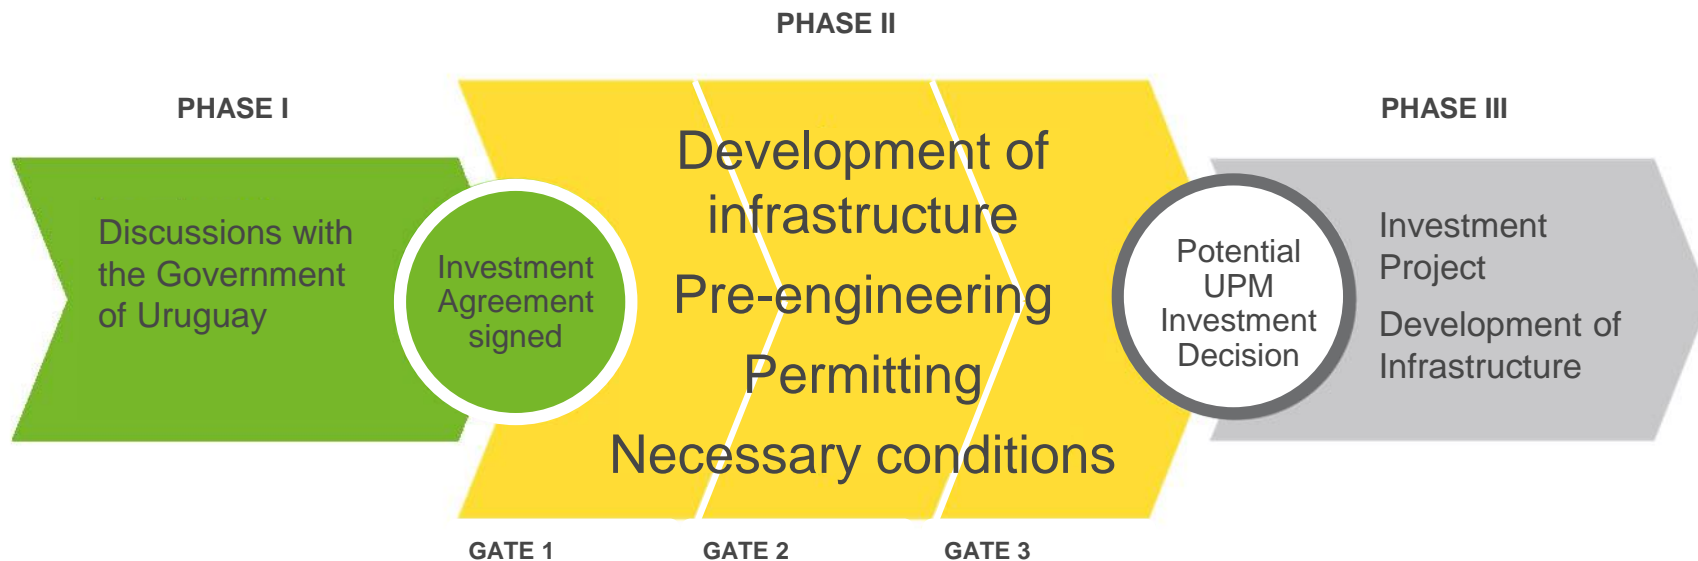 PHASE II
PHASE I
PHASE III
Discussions with
the Government
of Uruguay
Investment
Agreement
signed
Development of
infrastructure
Pre-engineering
Permitting
Necessary conditions
Potential
UPM
Investment
Decision
Investment
Project
Development of
Infrastructure
GATE 1
GATE 2
GATE 3